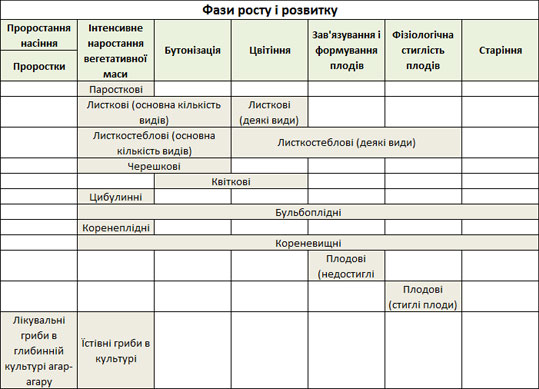 Фази росту і розвитку
Проростання
насіння
Проростки
Інтенсивне
наростання
вегетативної
маси
Бутонізація
Цвітіння
Зав'язування і
формування
плодів
Фізіологічна
стиглість
плодів
Старіння
Паросткові
Листкові (основна кількість
видів)
Листкові
(деякі види)
Листкостеблові (основна
кількість видів)
Листкостеблові (деякі види)
Черешкові
Квіткові
Цибулинні
Бульбоплідні
Коренеплідні
Кореневищні
Плодові
(недостиглі
Плодові
(стиглі плоди)
Лікувальні
гриби в
глибинній
культурі агар-
агару
Їстівні гриби в
культурі